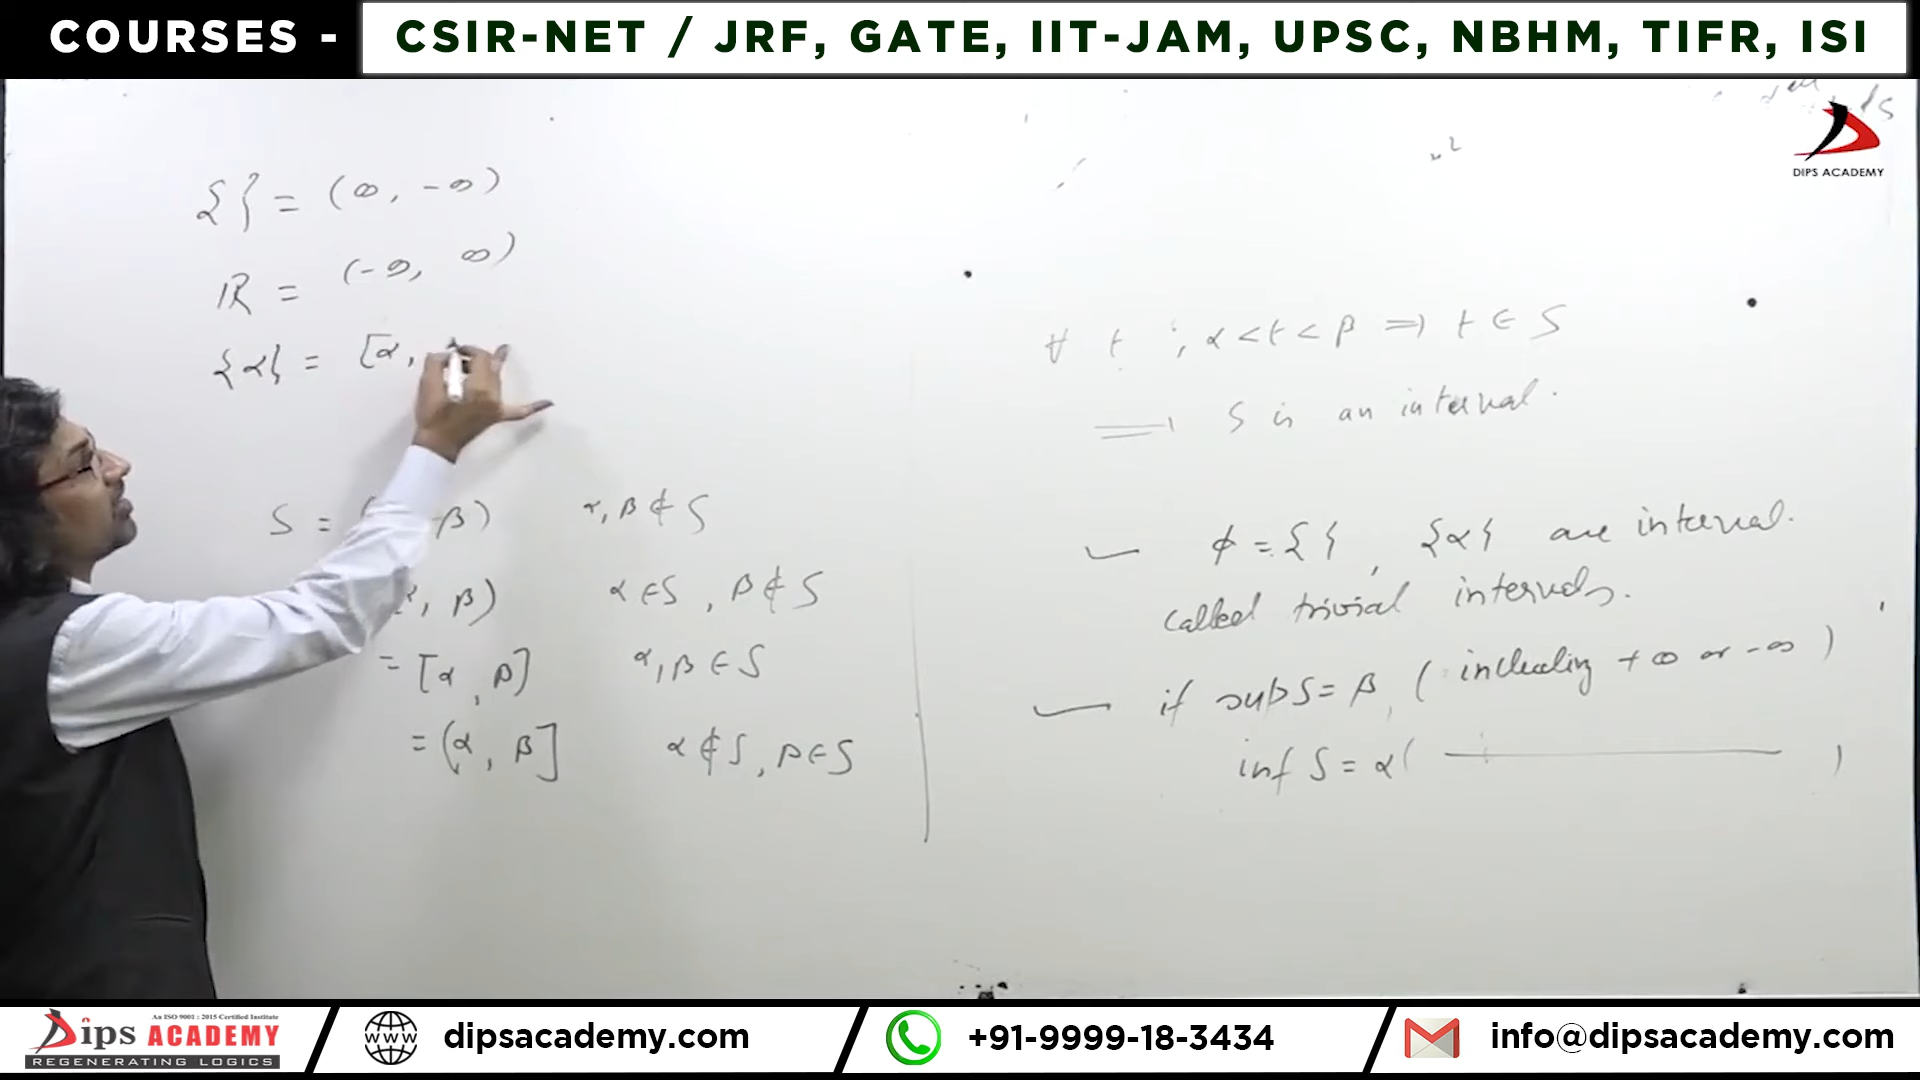 COURSES - CSIR-NET / JRF, GATE, IIT-JAM, UPSC, NBHM, TIFR, ISI
DIPS ACADEMY
{ } = (∞, -∞)
ℝ = (-∞, ∞)
{α} = [α,
S = ( β) α, β ∉ S
, β) α ∈ S, β ∉ S
= [α, β] α, β ∈ S
= (α, β] α ∉ S, β ∈ S
∀ t ; α < t < β ⇒ t ∈ S
⇒ S is an interval.
ϕ = { }, {α} are interval.
called trivial intervals.
if sup S = β, (including +∞ or -∞)
inf S = α ( — )
Dips ACADEMY
An ISO 9001 : 2015 Certified Institute
REGENERATING LOGICS
www
dipsacademy.com
+91-9999-18-3434
info@dipsacademy.com